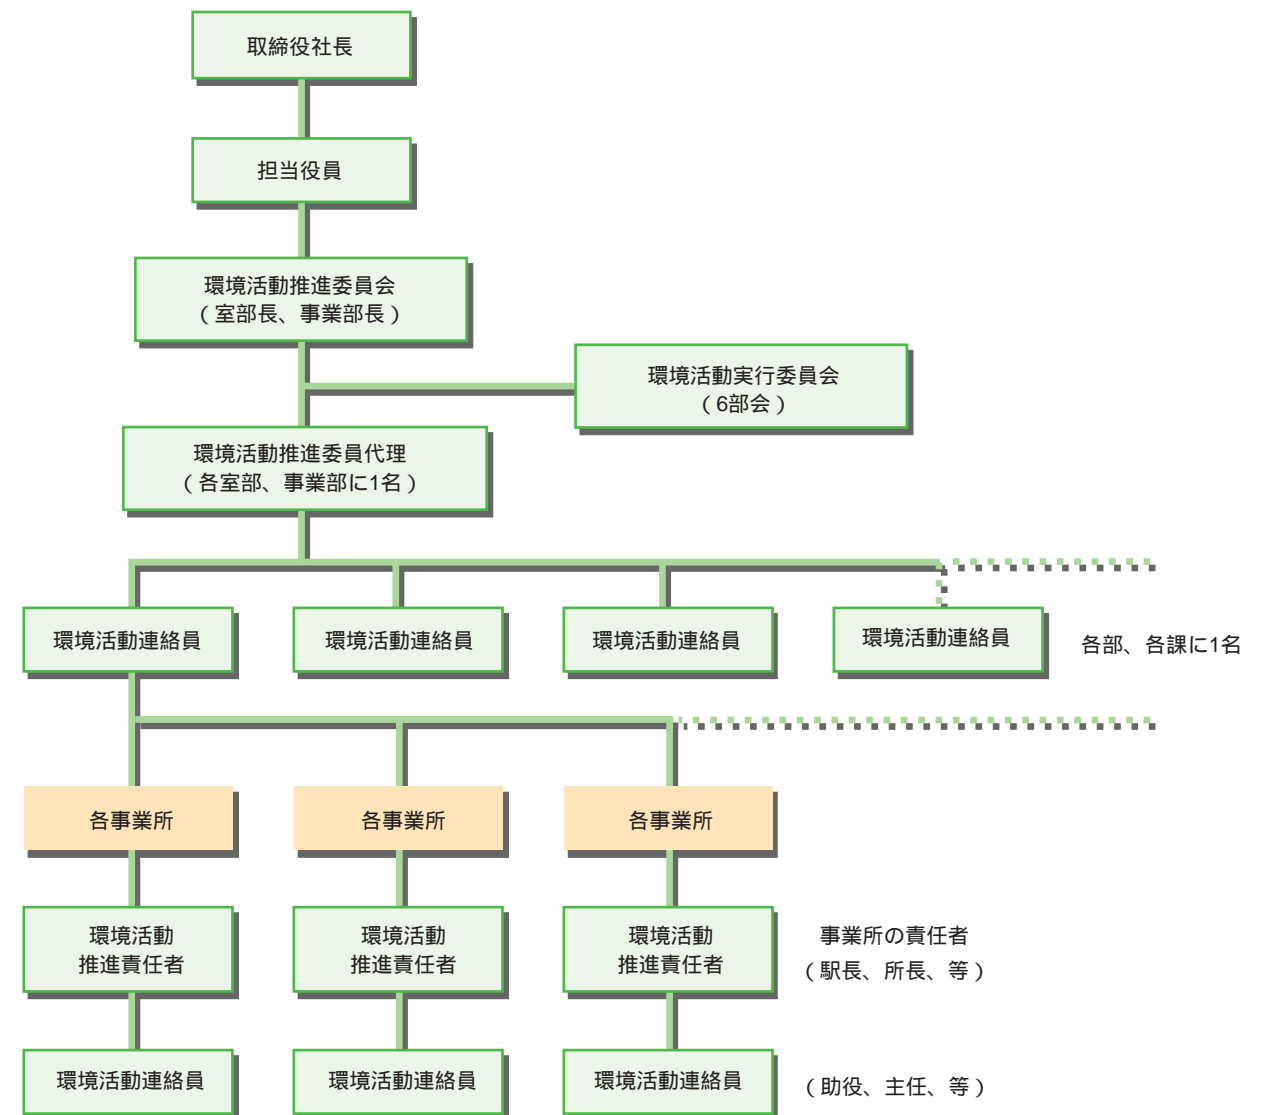 取締役社長
担当役員
環境活動推進委員会
（室部長、事業部長）
環境活動実行委員会
（6部会）
環境活動推進委員代理
（各室部、事業部に1名）
環境活動連絡員
環境活動連絡員
環境活動連絡員
環境活動連絡員
各部、各課に1名
各事業所
各事業所
各事業所
環境活動
推進責任者
環境活動
推進責任者
環境活動
推進責任者
事業所の責任者
（駅長、所長、等）
環境活動連絡員
環境活動連絡員
環境活動連絡員
（助役、主任、等）